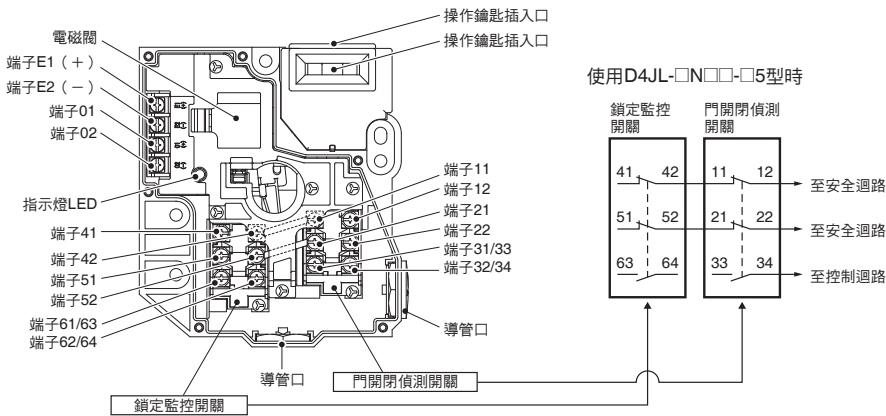 電磁閥
端子E1（＋）
端子E2（－）
端子01
端子02
指示燈LED
端子41
端子42
端子51
端子52
端子61/63
端子62/64
操作鑰匙插入口
操作鑰匙插入口
端子11
端子12
端子21
端子22
端子31/33
端子32/34
導管口
導管口
鎖定監控開關
門開閉偵測開關
使用D4JL-□N□□-□5型時
鎖定監控
開關
門開閉偵測
開關
41 42 11 12 至安全迴路
51 52 21 22 至安全迴路
63 64 33 34 至控制迴路